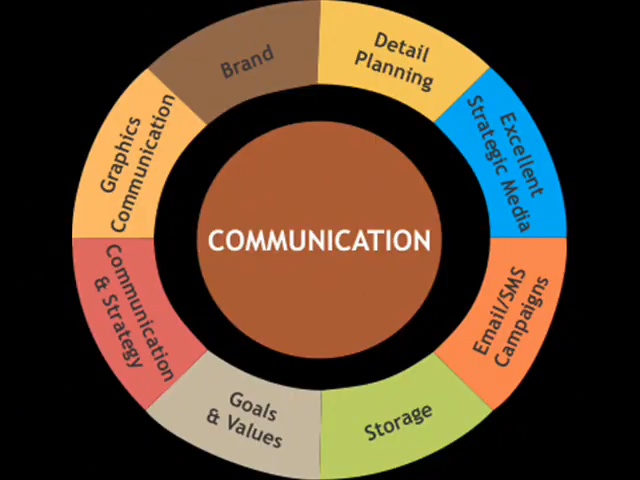 Brand
Detail
Planning
Excellent
Strategic Media
Email/SMS
Campaigns
Storage
Goals
& Values
Communication
& Strategy
Graphics
Communication
COMMUNICATION